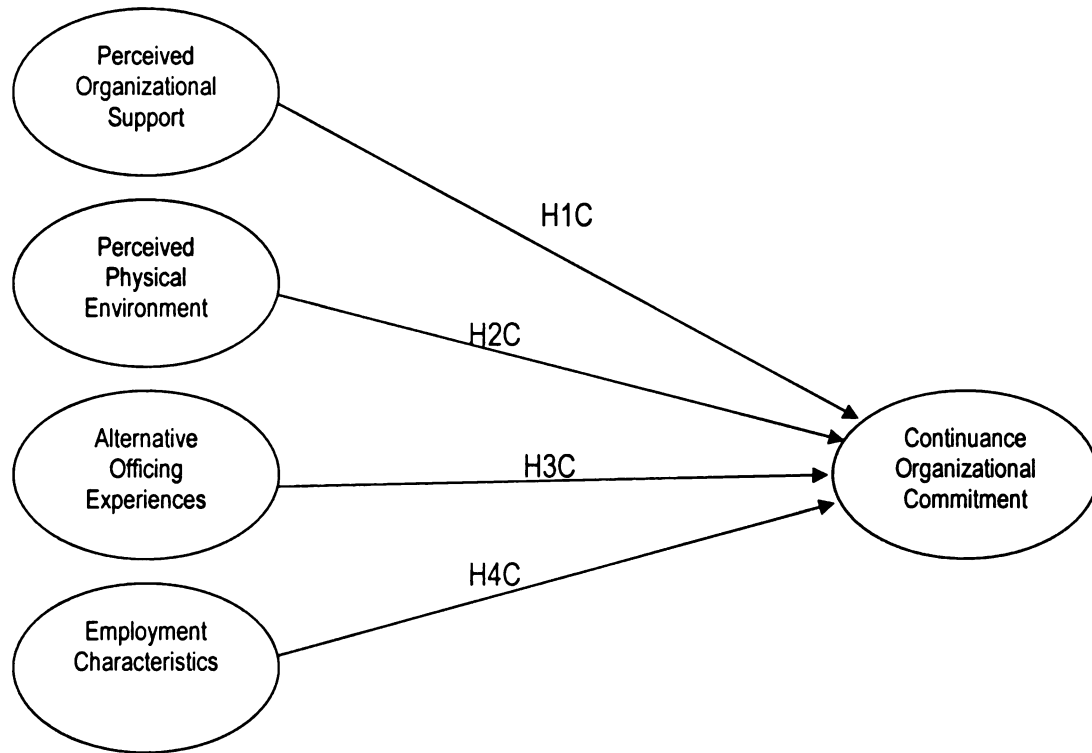 Perceived
Organizational
Support
H1C
Perceived
Physical
Environment
H2C
Alternative
Officing
Experiences
H3C
Continuance
Organizational
Commitment
H4C
Employment
Characteristics